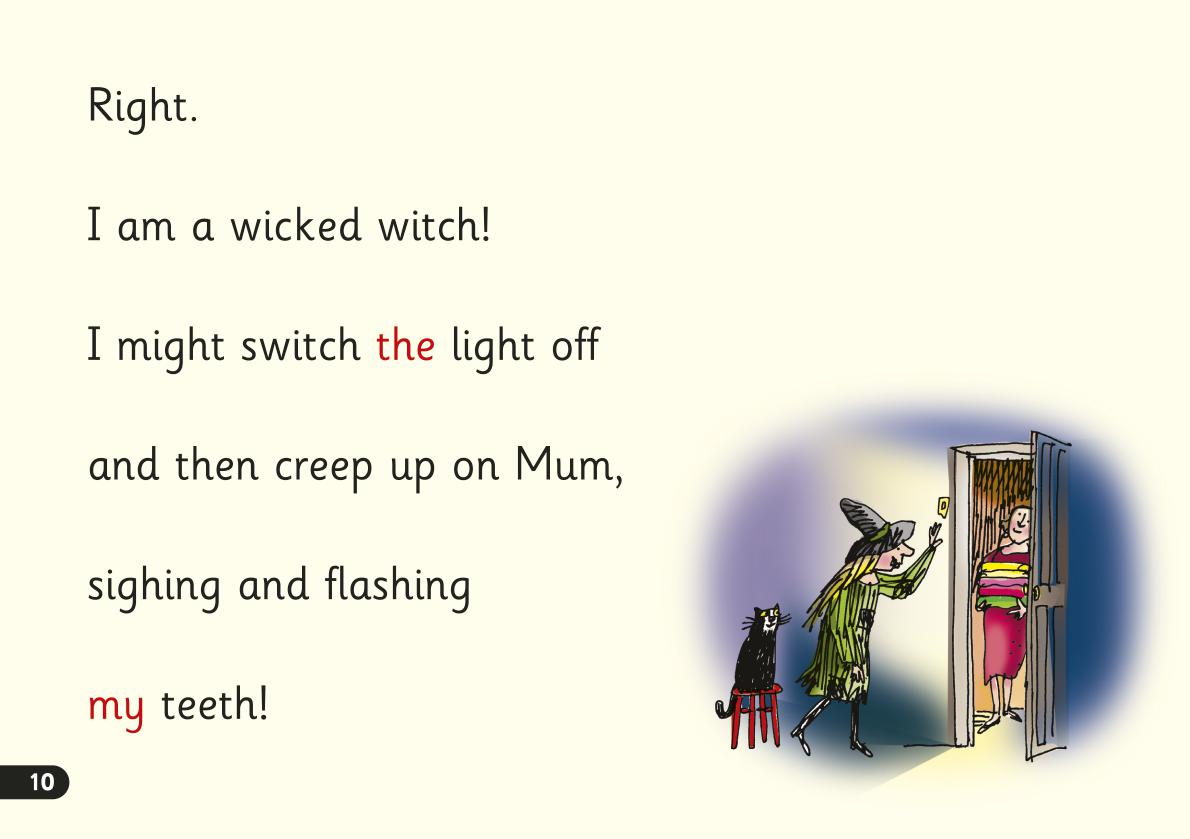 Right.
I am a wicked witch!
I might switch the light off
and then creep up on Mum,
sighing and flashing
my teeth!
10